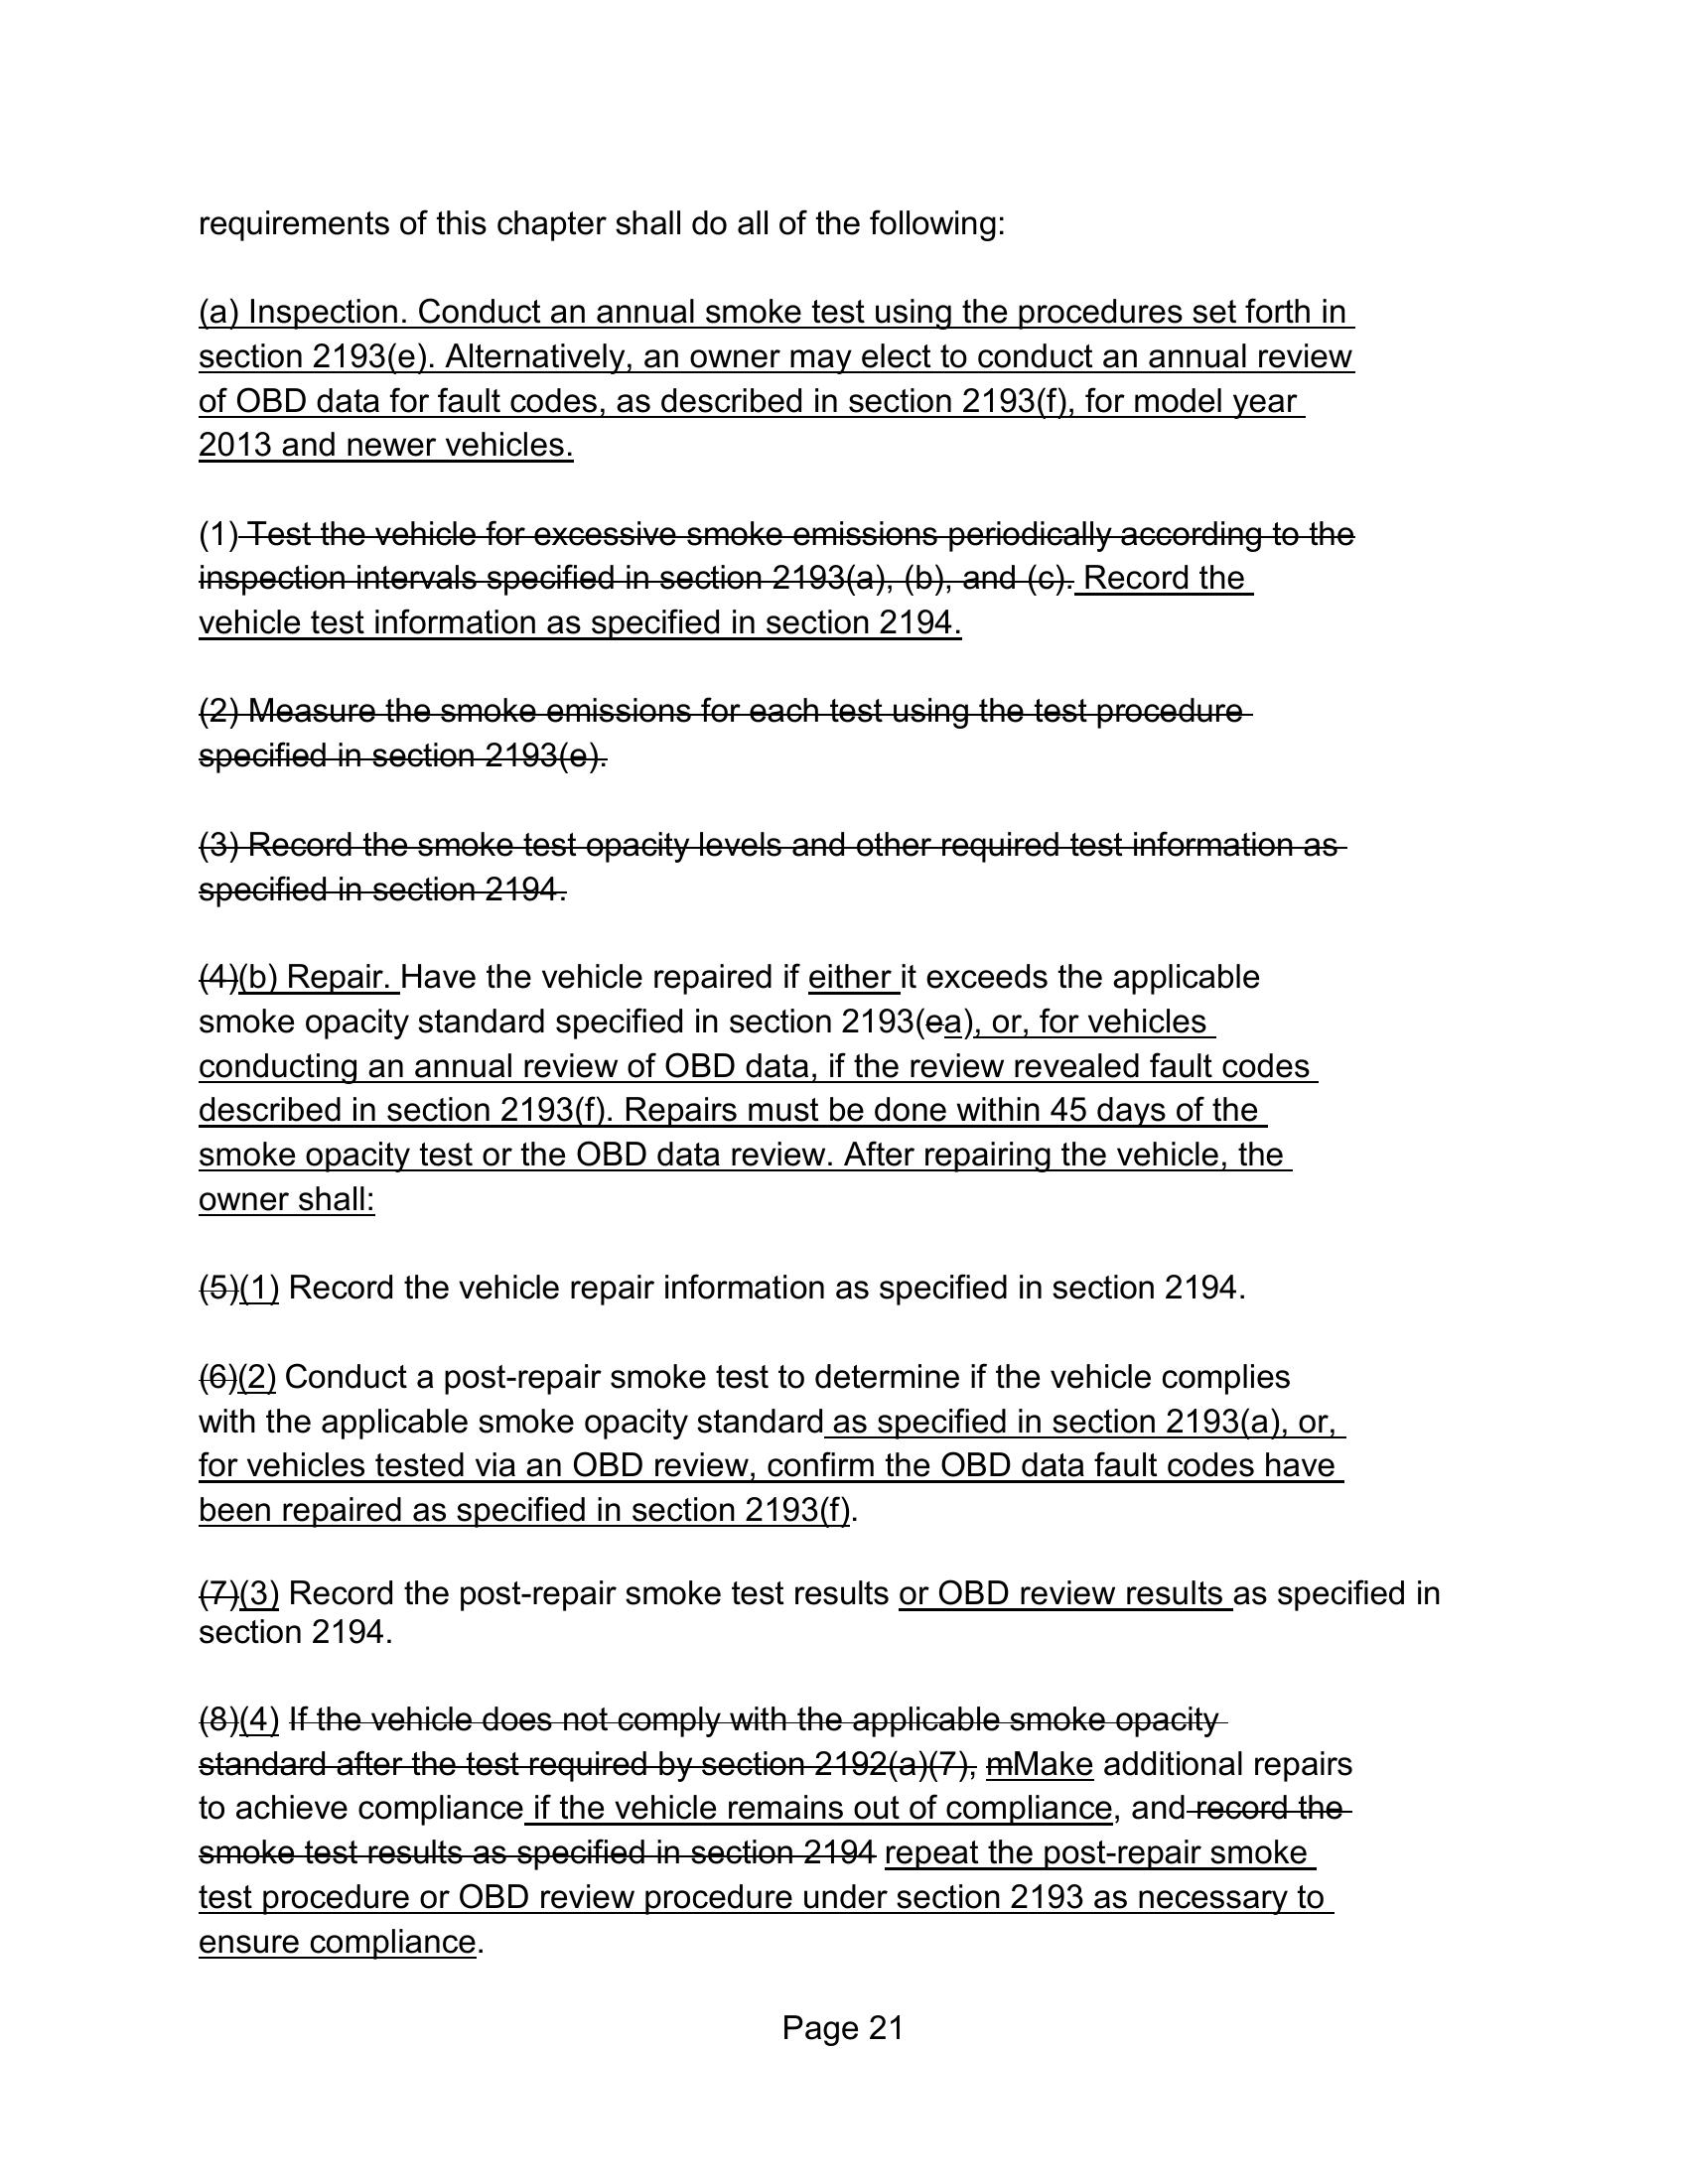 requirements of this chapter shall do all of the following:
(a) Inspection. Conduct an annual smoke test using the procedures set forth in
section 2193(e). Alternatively, an owner may elect to conduct an annual review
of OBD data for fault codes, as described in section 2193(f), for model year
2013 and newer vehicles.
(1) Test the vehicle for excessive smoke emissions periodically according to the
inspection intervals specified in section 2193(a), (b), and (c). Record the
vehicle test information as specified in section 2194.
(2) Measure the smoke emissions for each test using the test procedure
specified in section 2193(e).
(3) Record the smoke test opacity levels and other required test information as
specified in section 2194.
(4)(b) Repair. Have the vehicle repaired if either it exceeds the applicable
smoke opacity standard specified in section 2193(ea), or, for vehicles
conducting an annual review of OBD data, if the review revealed fault codes
described in section 2193(f). Repairs must be done within 45 days of the
smoke opacity test or the OBD data review. After repairing the vehicle, the
owner shall:
(5)(1) Record the vehicle repair information as specified in section 2194.
(6)(2) Conduct a post-repair smoke test to determine if the vehicle complies
with the applicable smoke opacity standard as specified in section 2193(a), or,
for vehicles tested via an OBD review, confirm the OBD data fault codes have
been repaired as specified in section 2193(f).
(7)(3) Record the post-repair smoke test results or OBD review results as specified in
section 2194.
(8)(4) If the vehicle does not comply with the applicable smoke opacity
standard after the test required by section 2192(a)(7), mMake additional repairs
to achieve compliance if the vehicle remains out of compliance, and record the
smoke test results as specified in section 2194 repeat the post-repair smoke
test procedure or OBD review procedure under section 2193 as necessary to
ensure compliance.
Page 21